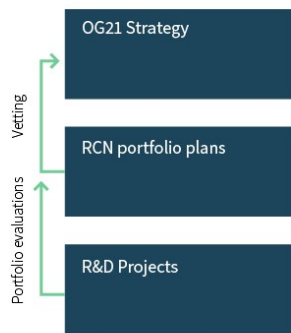 OG21 Strategy
Vetting
RCN portfolio plans
Portfolio evaluations
R&D Projects